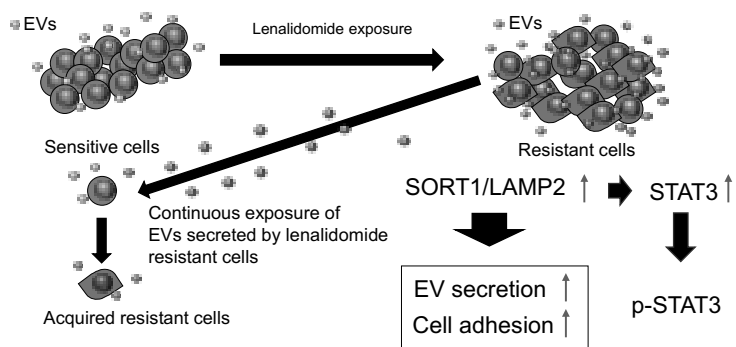 EVs
Lenalidomide exposure
EVs
Sensitive cells
Resistant cells
SORT1/LAMP2 ↑
STAT3 ↑
Continuous exposure of
EVs secreted by lenalidomide
resistant cells
EV secretion ↑
Cell adhesion ↑
p-STAT3
Acquired resistant cells